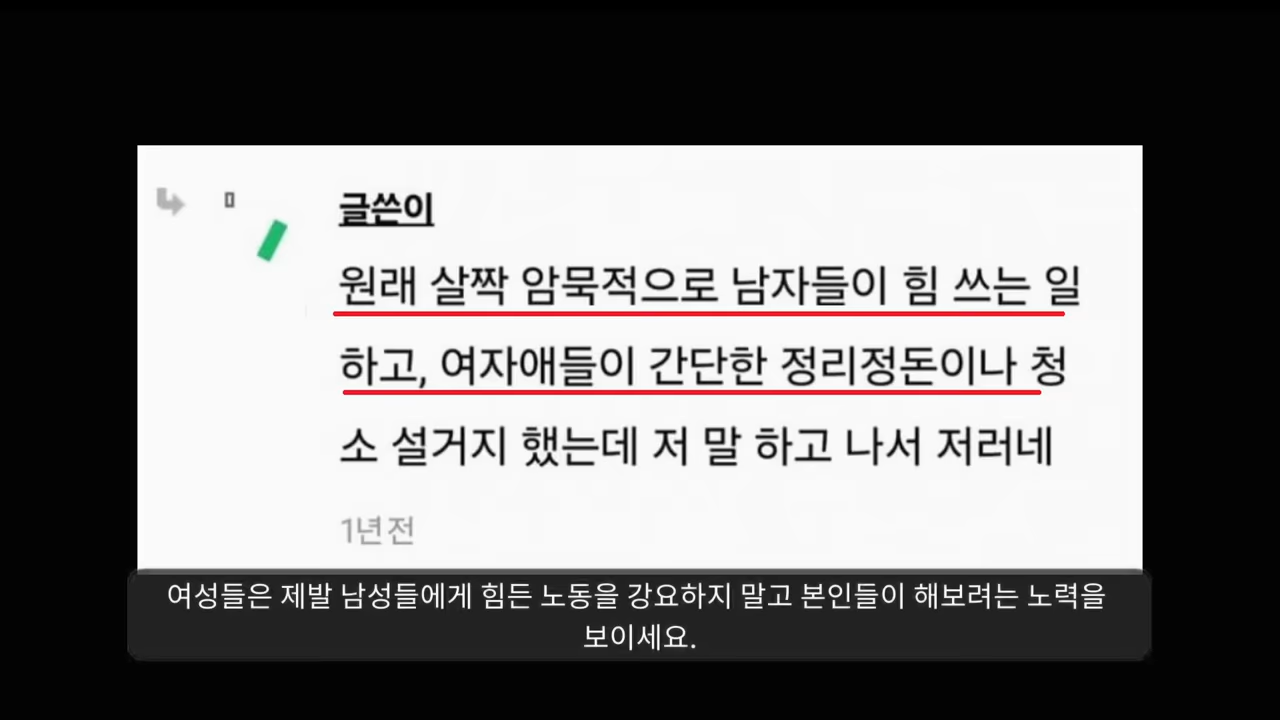 글쓴이
원래 살짝 암묵적으로 남자들이 힘 쓰는 일
하고, 여자애들이 간단한 정리정돈이나 청
소 설거지 했는데 저 말 하고 나서 저러네
1년 전
여성들은 제발 남성들에게 힘든 노동을 강요하지 말고 본인들이 해보려는 노력을
보이세요.